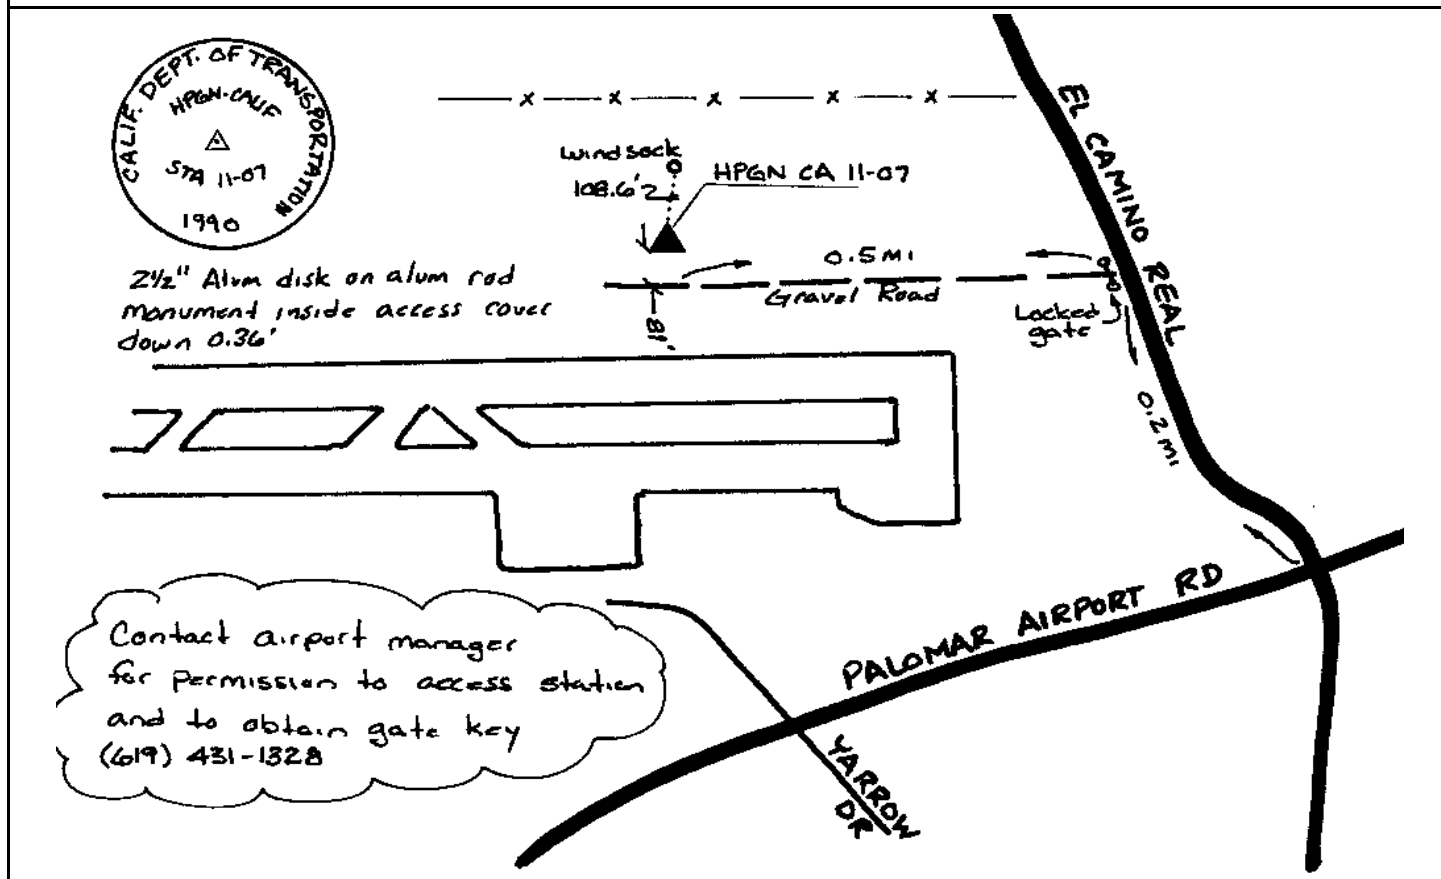 CALIF. DEPT. OF TRANSPORTATION
HPGN-CALIF
STA 11-07
1990
2½" Alum disk on alum rod
monument inside access cover
down 0.36'
windsock
108.6'
HPGN CA 11-07
0.5 MI
Gravel Road
81'
Locked
gate
EL CAMINO REAL
0.2 MI
PALOMAR AIRPORT RD
YARROW
DR
Contact airport manager
for permission to access station
and to obtain gate key
(619) 431-1328